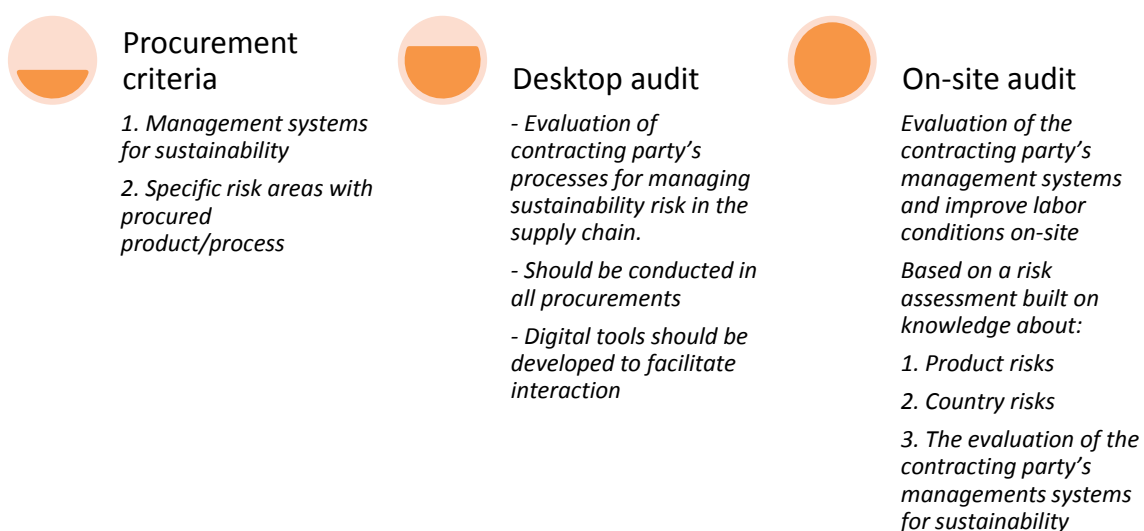 Procurement
criteria
1. Management systems
for sustainability
2. Specific risk areas with
procured
product/process
Desktop audit
- Evaluation of
contracting party’s
processes for managing
sustainability risk in the
supply chain.
- Should be conducted in
all procurements
- Digital tools should be
developed to facilitate
interaction
On-site audit
Evaluation of the
contracting party’s
management systems
and improve labor
conditions on-site
Based on a risk
assessment built on
knowledge about:
1. Product risks
2. Country risks
3. The evaluation of the
contracting party’s
managements systems
for sustainability